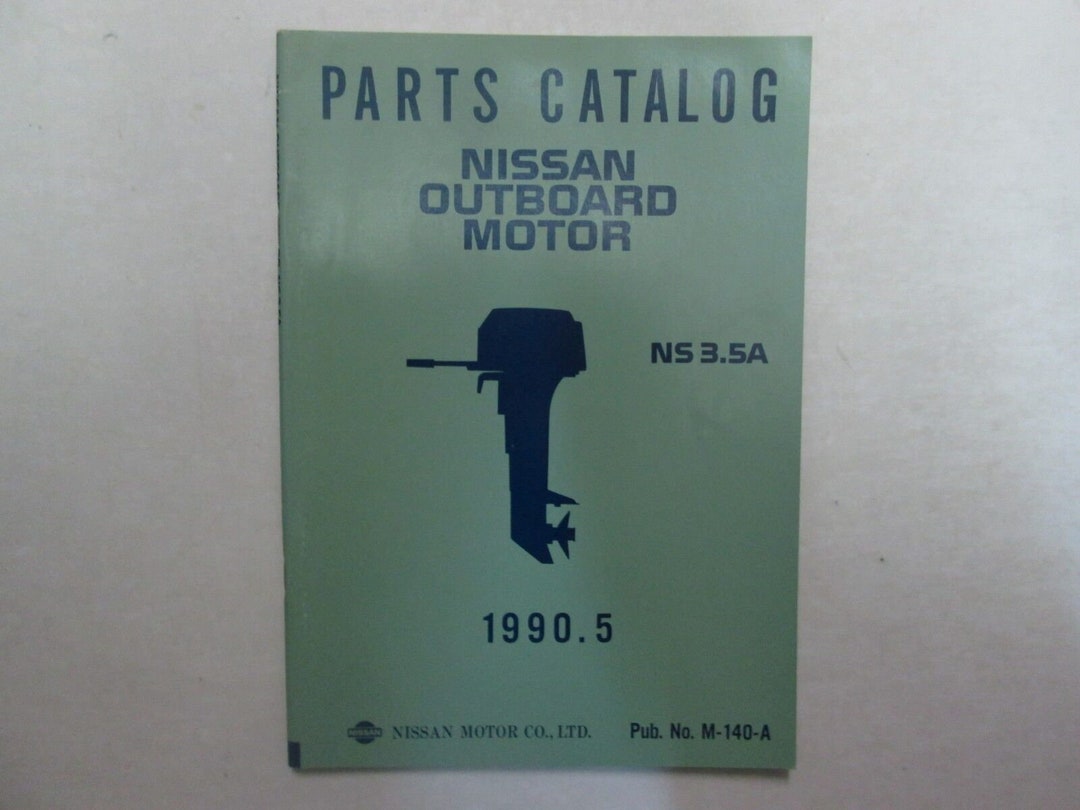 PARTS CATALOG
NISSAN
OUTBOARD
MOTOR
NS 3.5A
1990.5
NISSAN NISSAN MOTOR CO., LTD. Pub. No. M-140-A